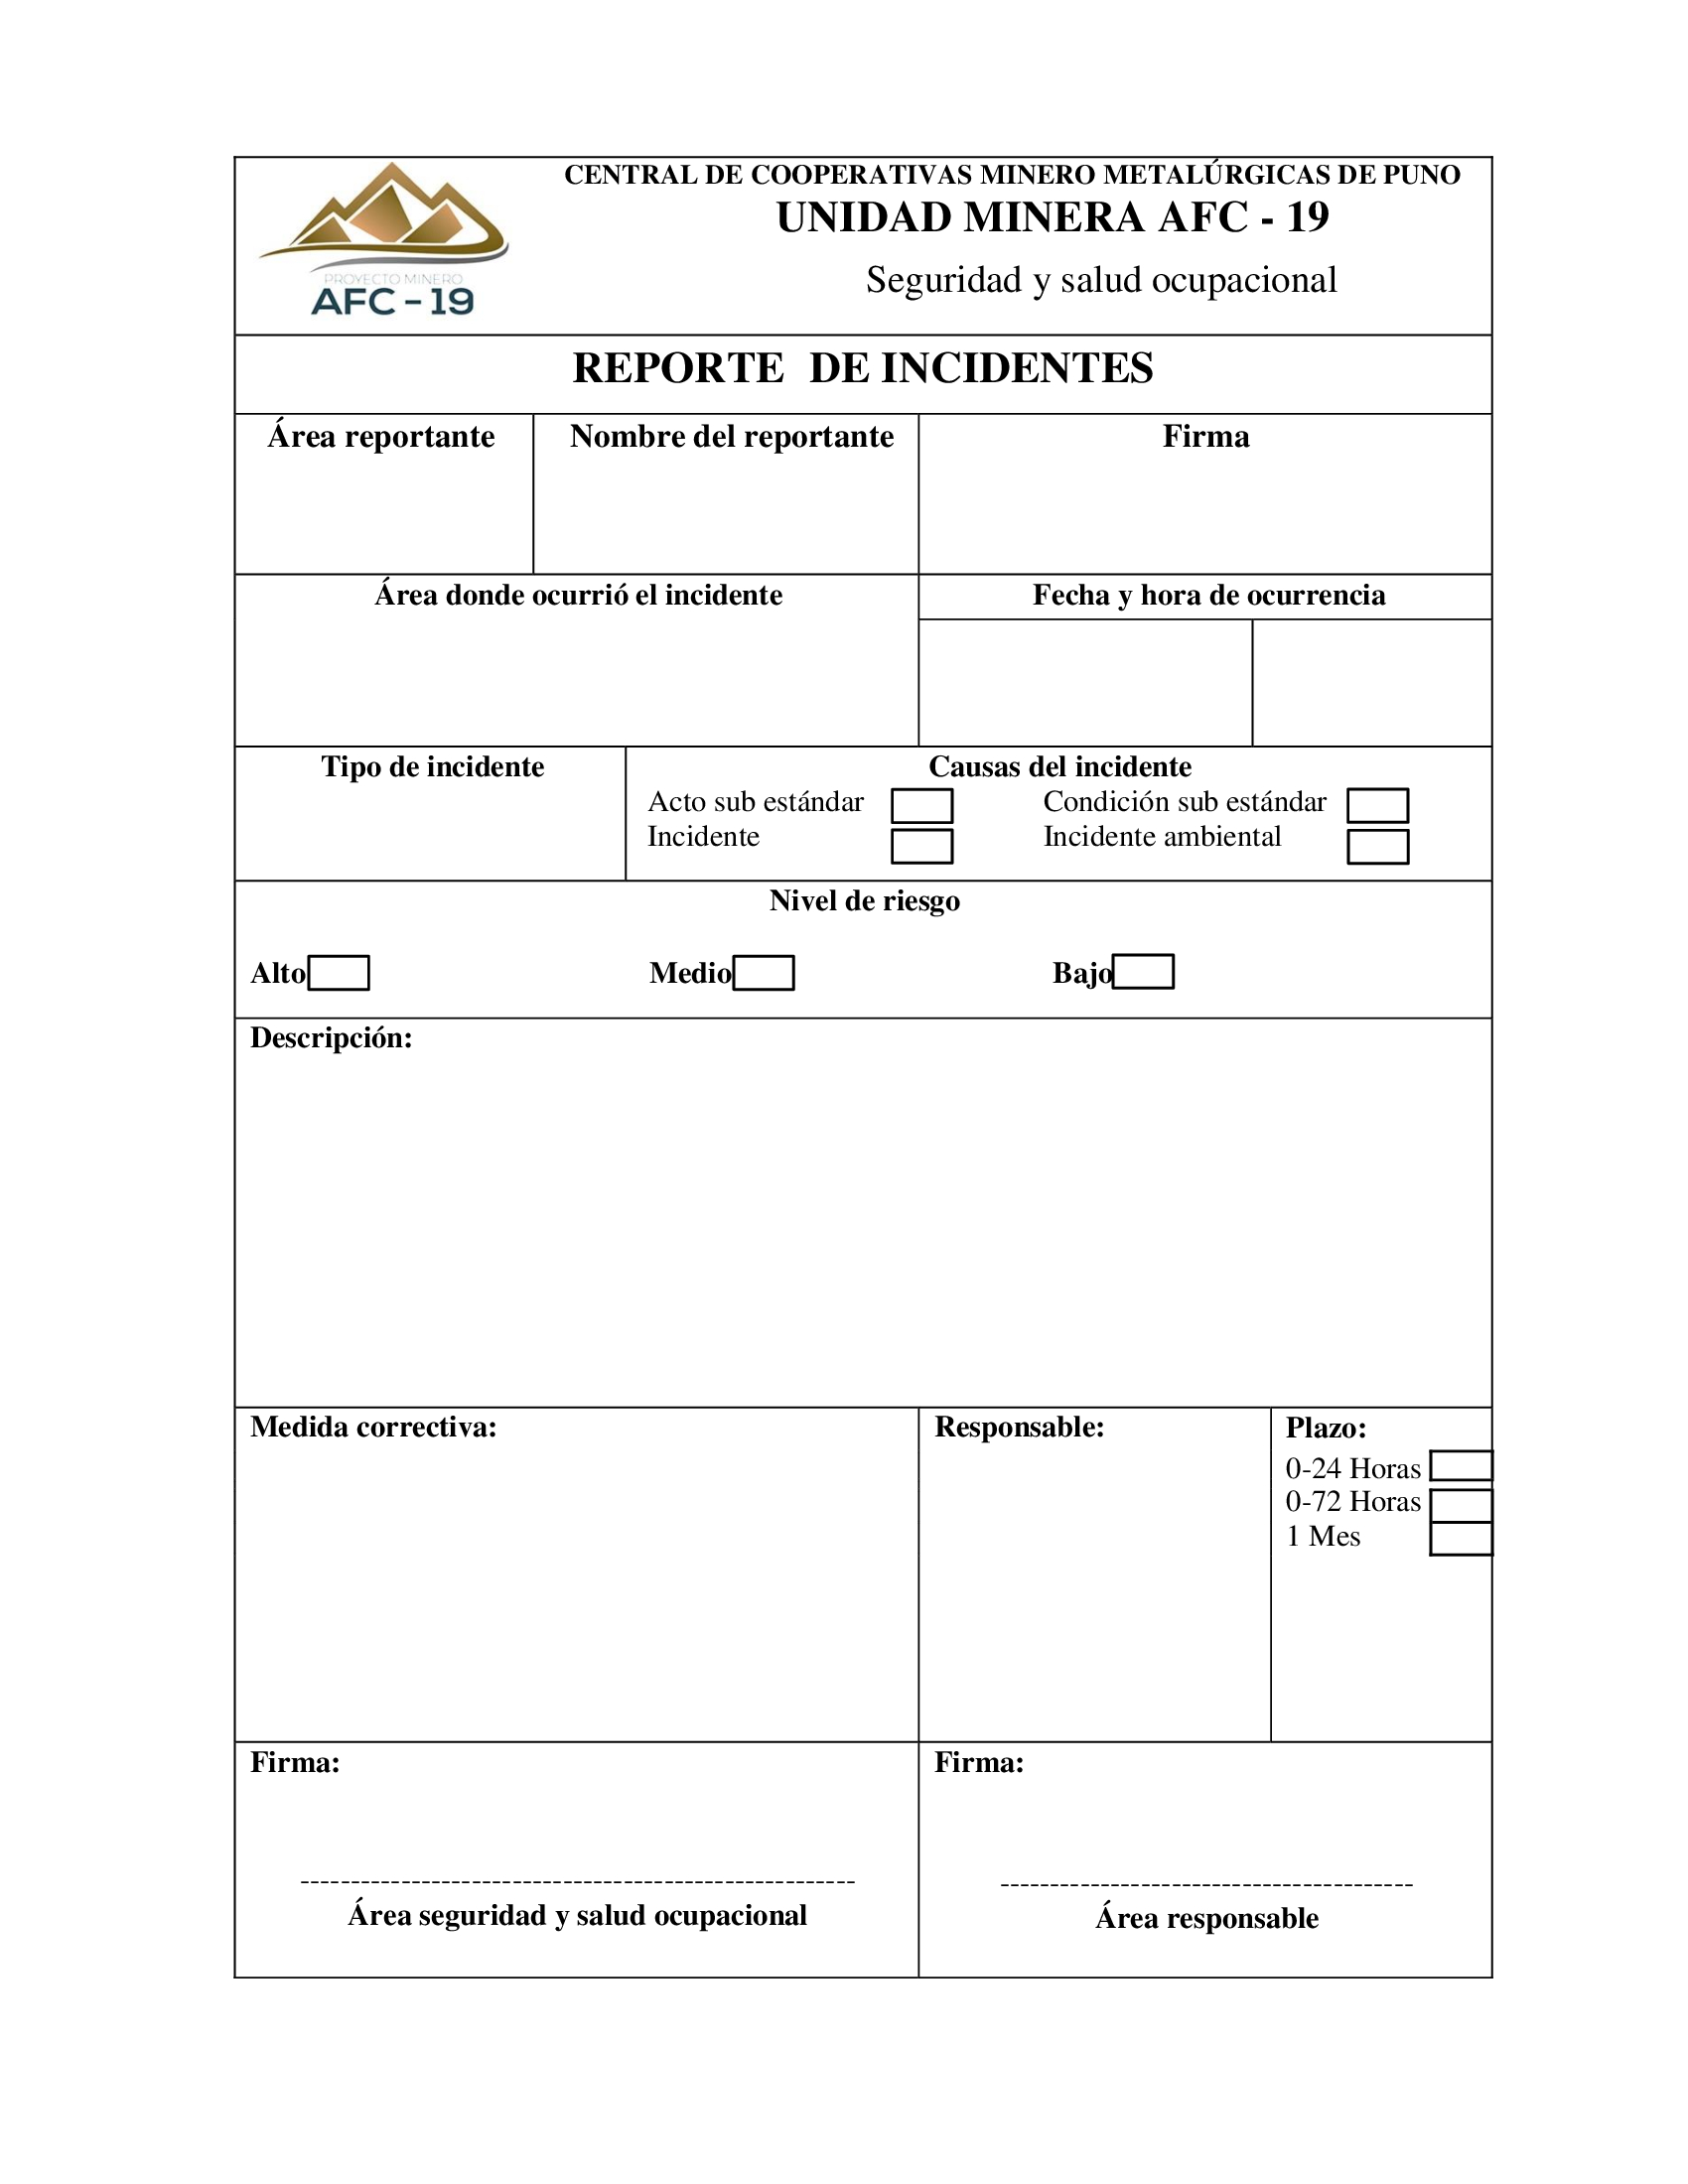 CENTRAL DE COOPERATIVAS MINERO METALÚRGICAS DE PUNO
UNIDAD MINERA AFC - 19
Seguridad y salud ocupacional
PROYECTO MINERO
AFC - 19
REPORTE DE INCIDENTES
Área reportante
Nombre del reportante
Firma
Área donde ocurrió el incidente
Fecha y hora de ocurrencia
Tipo de incidente
Causas del incidente
Acto sub estándar
Condición sub estándar
Incidente
Incidente ambiental
Nivel de riesgo
Alto
Medio
Bajo
Descripción:
Medida correctiva:
Responsable:
Plazo:
0-24 Horas
0-72 Horas
1 Mes
Firma:
Firma:
Área seguridad y salud ocupacional
Área responsable